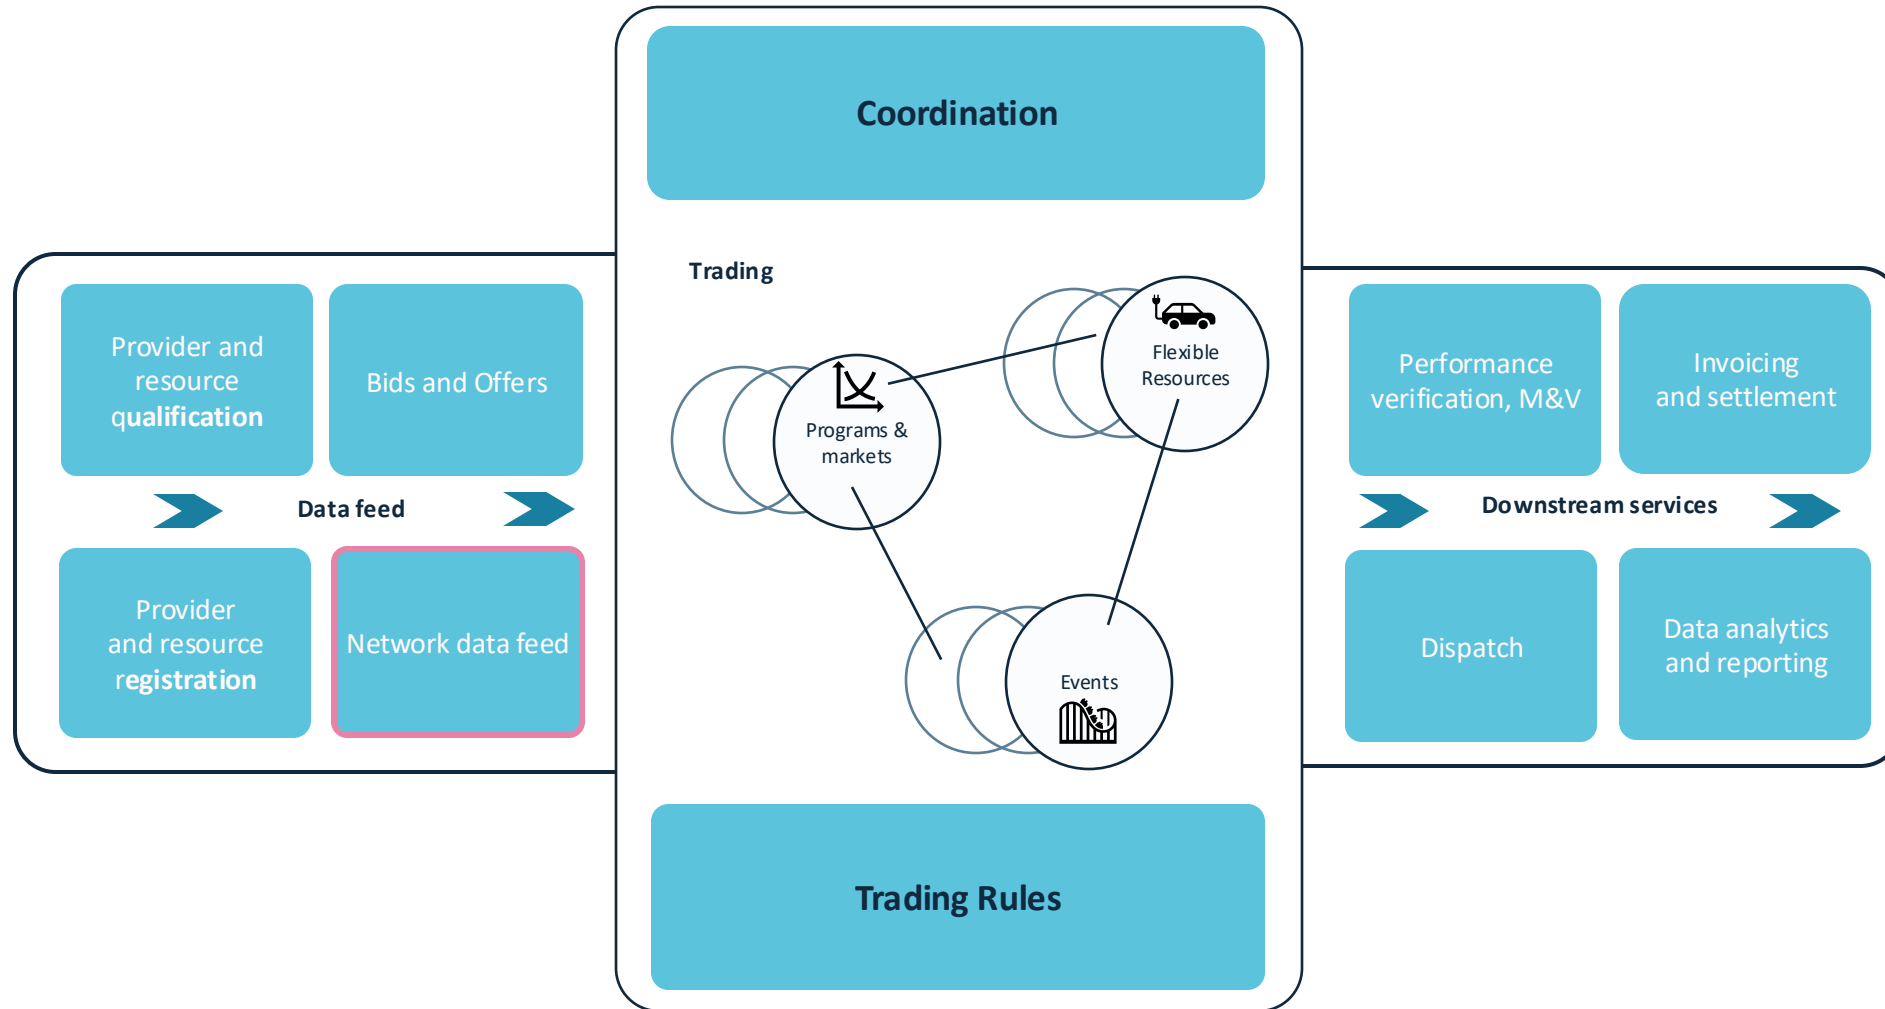 Coordination
Provider and
resource
qualification
Bids and Offers
Data feed
Provider
and resource
registration
Network data feed
Trading
Programs &
markets
Flexible
Resources
Events
Trading Rules
Performance
verification, M&V
Invoicing
and settlement
Downstream services
Dispatch
Data analytics
and reporting